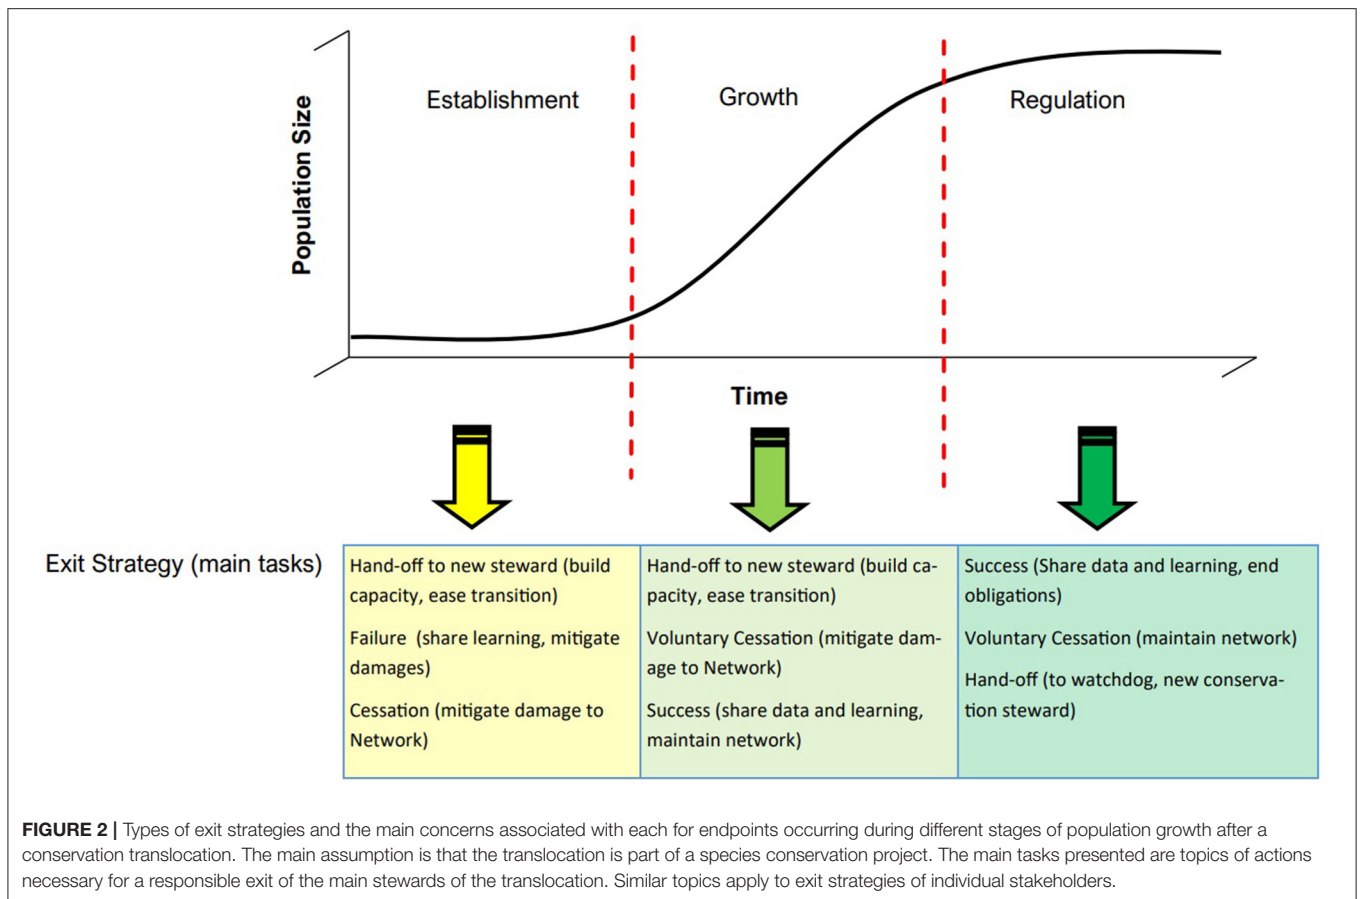 Establishment
Growth
Regulation
Population Size
Time
Exit Strategy (main tasks)
Hand-off to new steward (build
capacity, ease transition)
Failure (share learning, mitigate
damages)
Cessation (mitigate damage to
Network)
Hand-off to new steward (build ca-
pacity, ease transition)
Voluntary Cessation (mitigate dam-
age to Network)
Success (share data and learning,
maintain network)
Success (Share data and learning, end
obligations)
Voluntary Cessation (maintain network)
Hand-off (to watchdog, new conserva-
tion steward)
FIGURE 2 | Types of exit strategies and the main concerns associated with each for endpoints occurring during different stages of population growth after a
conservation translocation. The main assumption is that the translocation is part of a species conservation project. The main tasks presented are topics of actions
necessary for a responsible exit of the main stewards of the translocation. Similar topics apply to exit strategies of individual stakeholders.